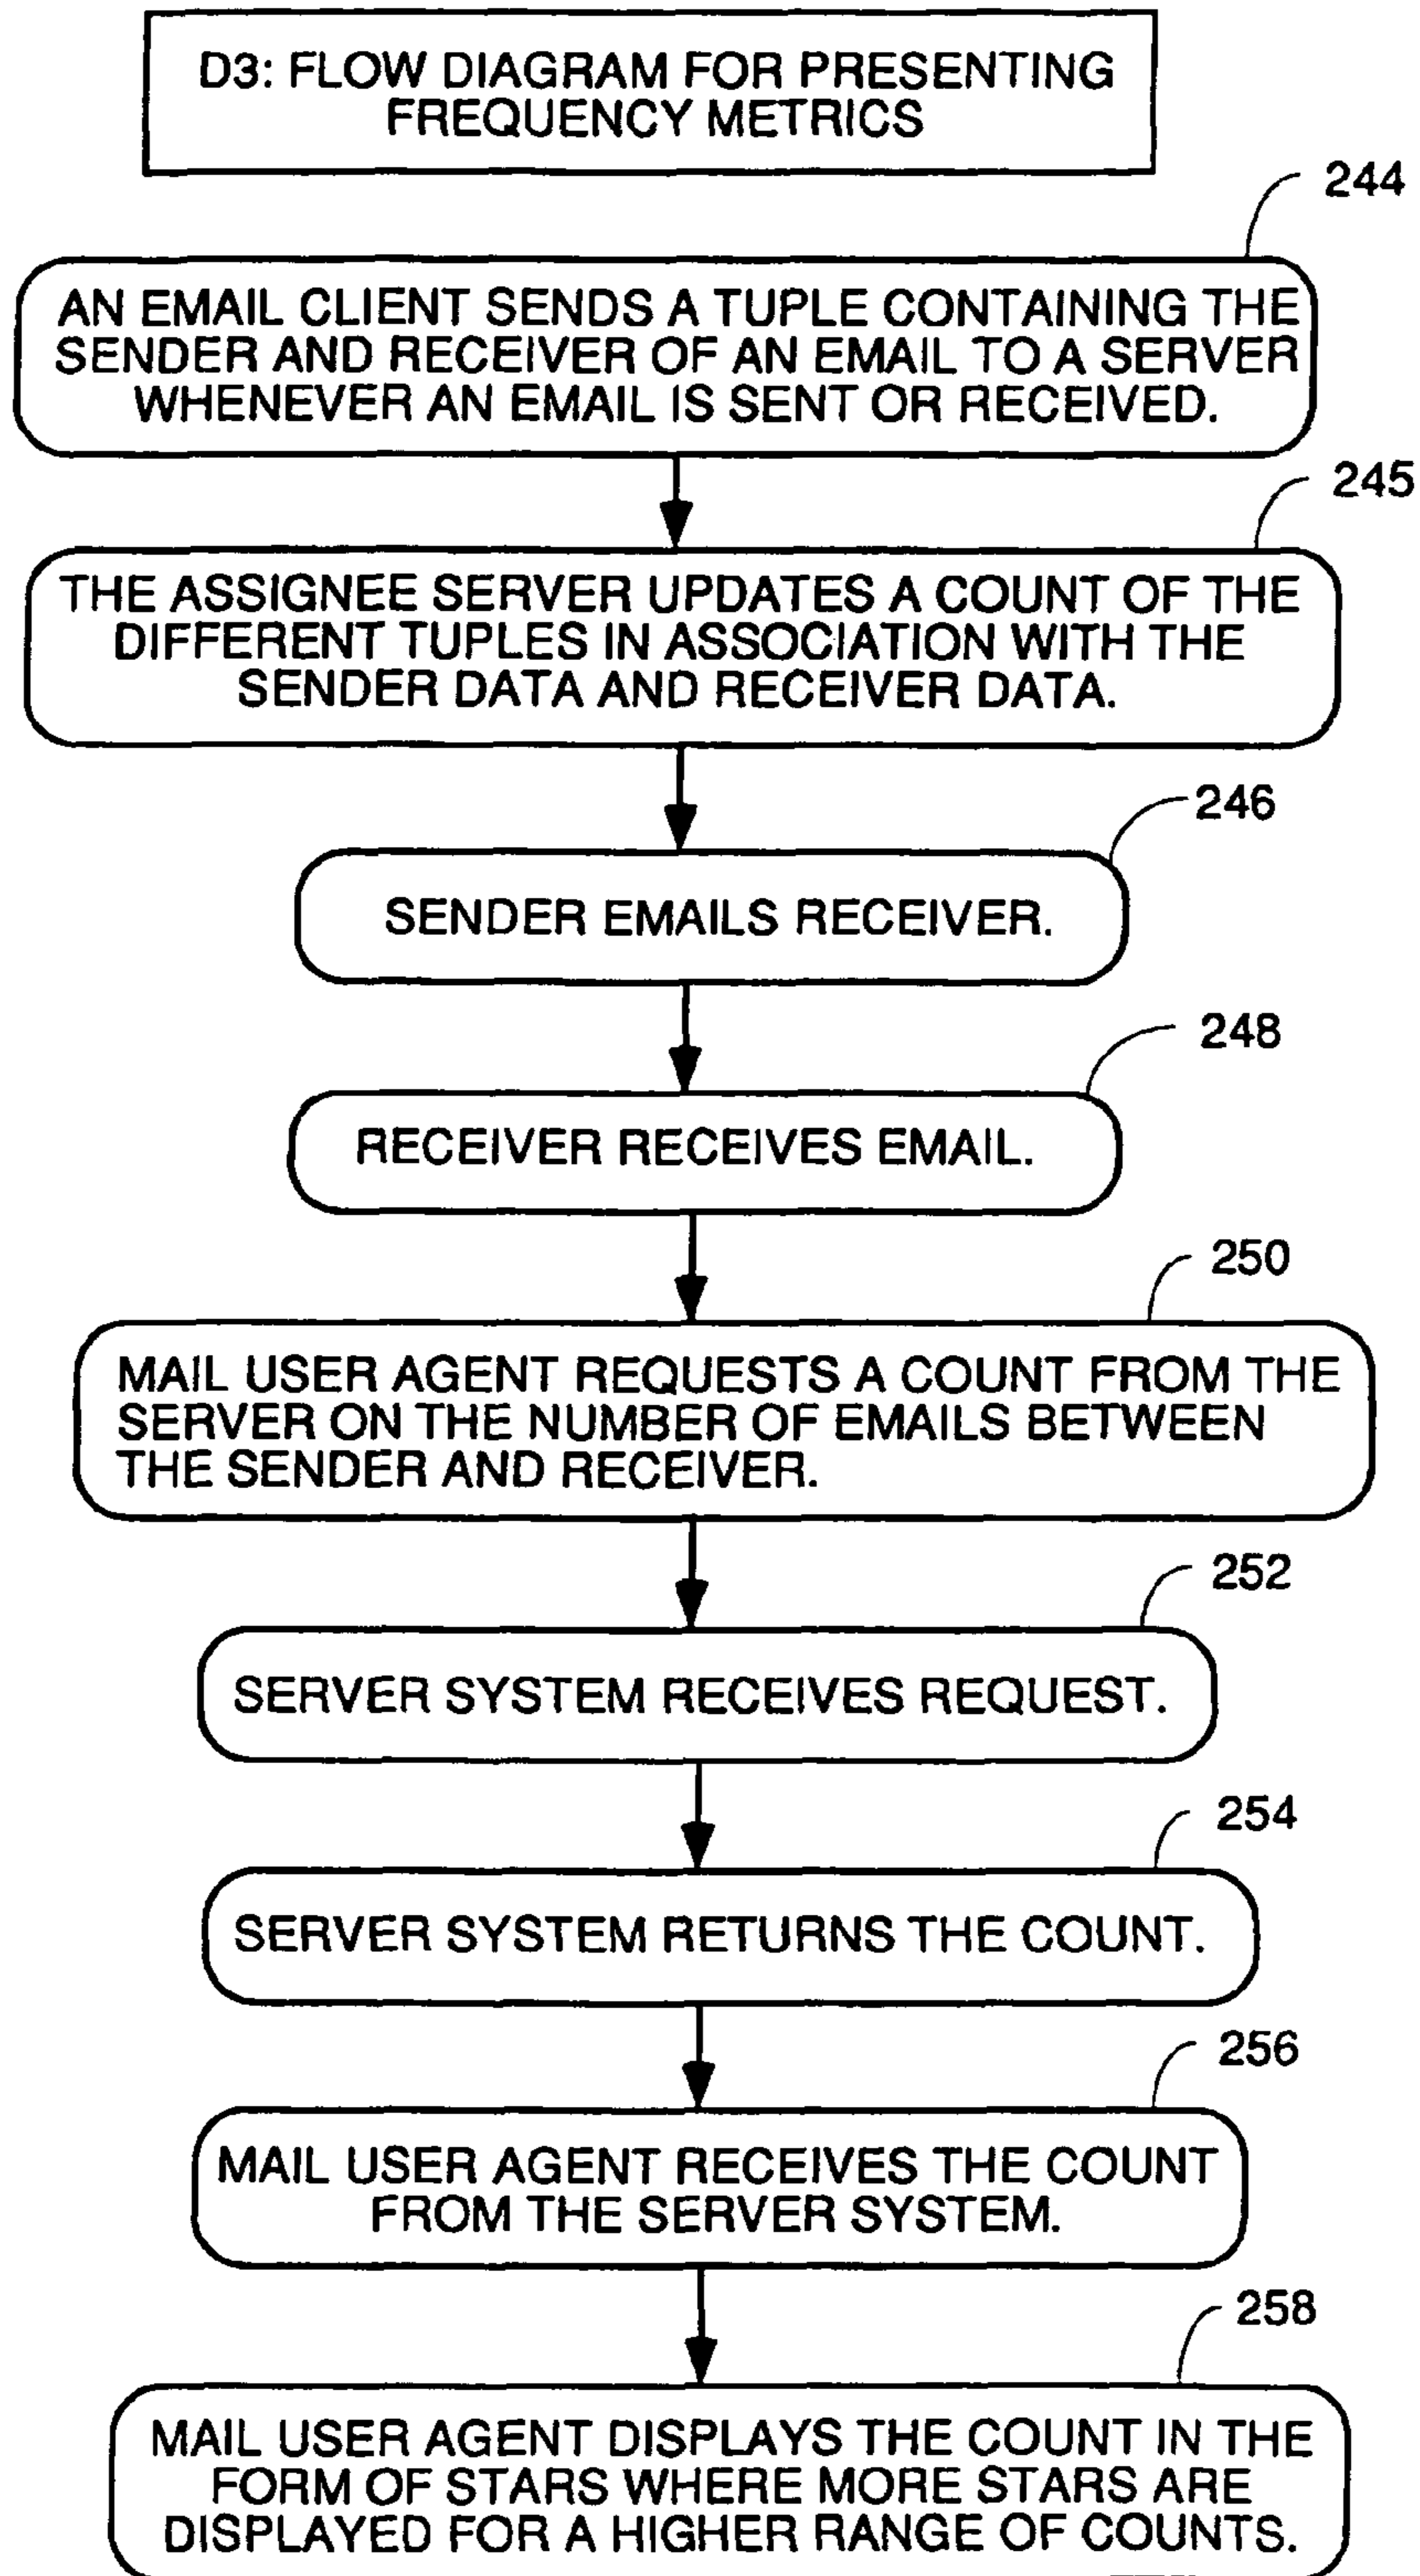 D3: FLOW DIAGRAM FOR PRESENTING
FREQUENCY METRICS
244
AN EMAIL CLIENT SENDS A TUPLE CONTAINING THE
SENDER AND RECEIVER OF AN EMAIL TO A SERVER
WHENEVER AN EMAIL IS SENT OR RECEIVED.
245
THE ASSIGNEE SERVER UPDATES A COUNT OF THE
DIFFERENT TUPLES IN ASSOCIATION WITH THE
SENDER DATA AND RECEIVER DATA.
246
SENDER EMAILS RECEIVER.
248
RECEIVER RECEIVES EMAIL.
250
MAIL USER AGENT REQUESTS A COUNT FROM THE
SERVER ON THE NUMBER OF EMAILS BETWEEN
THE SENDER AND RECEIVER.
252
SERVER SYSTEM RECEIVES REQUEST.
254
SERVER SYSTEM RETURNS THE COUNT.
256
MAIL USER AGENT RECEIVES THE COUNT
FROM THE SERVER SYSTEM.
258
MAIL USER AGENT DISPLAYS THE COUNT IN THE
FORM OF STARS WHERE MORE STARS ARE
DISPLAYED FOR A HIGHER RANGE OF COUNTS.